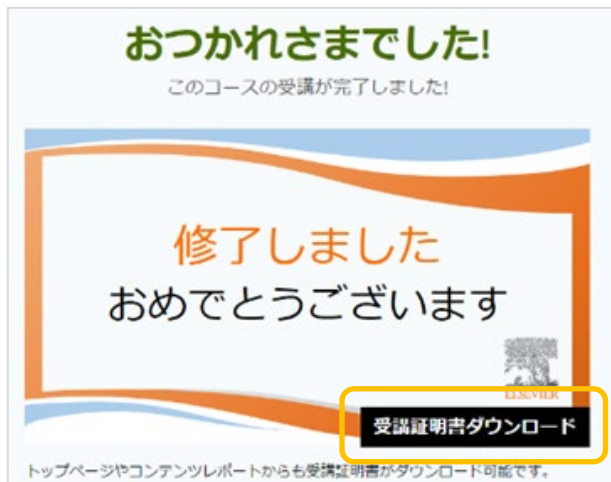 おつかれさまでした!
このコースの受講が完了しました!
修了しました
おめでとうございます
ELSEVIER
受講証明書ダウンロード
トップページやコンテンツレポートからも受講証明書がダウンロード可能です。